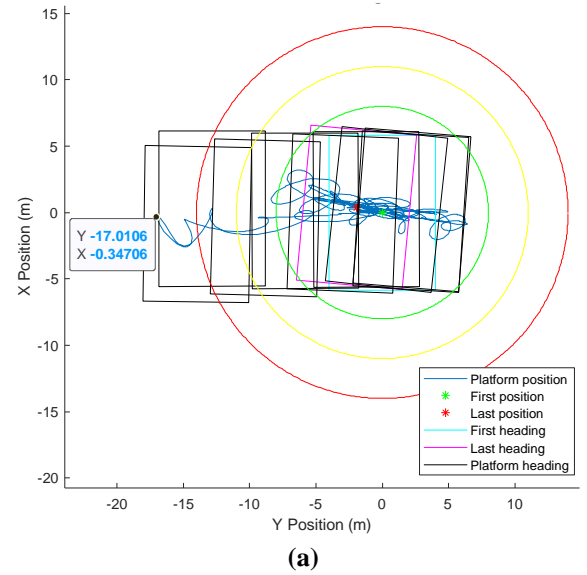 15
10
5
0
-5
-10
-15
-20
X Position (m)
Y -17.0106
X -0.34706
Platform position
First position
Last position
First heading
Last heading
Platform heading
-20 -15 -10 -5 0 5 10
Y Position (m)
(a)